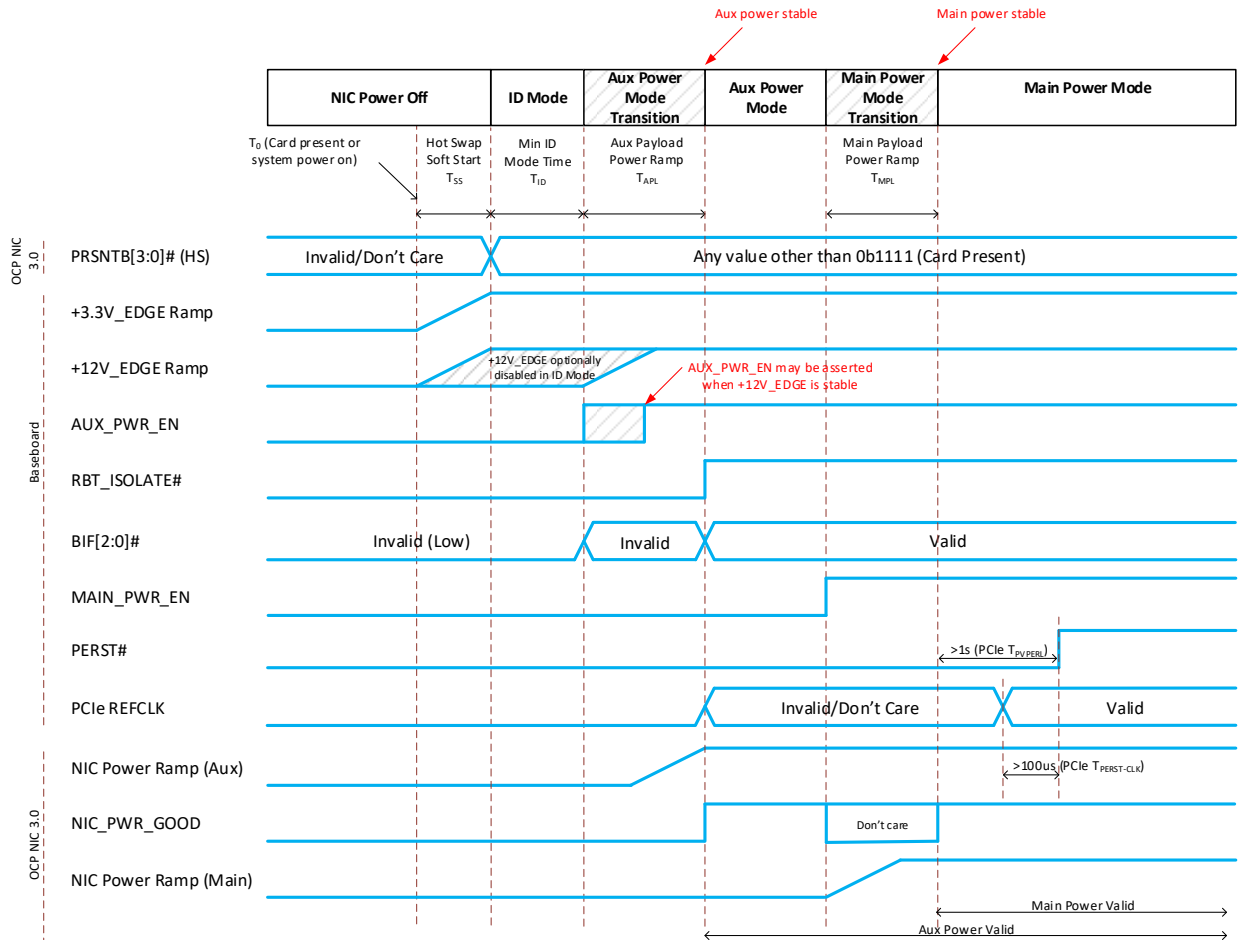 Aux power stable
Main power stable
NIC Power Off
ID Mode
Aux Power
Mode
Transition
Aux Power
Mode
Main Power
Mode
Transition
Main Power Mode
T₀ (Card present or
system power on)
Hot Swap
Soft Start
TSS
Min ID
Mode Time
TID
Aux Payload
Power Ramp
TAPL
Main Payload
Power Ramp
TMPL
OCP NIC
3.0
PRSNTB[3:0]# (HS)
Invalid/Don't Care
Any value other than 0b1111 (Card Present)
Baseboard
+3.3V_EDGE Ramp
+12V_EDGE Ramp
+12V_EDGE optionally
disabled in ID Mode
AUX_PWR_EN may be asserted
when +12V_EDGE is stable
AUX_PWR_EN
RBT_ISOLATE#
BIF[2:0]#
Invalid (Low)
Invalid
Valid
MAIN_PWR_EN
PERST#
>1s (PCIe TPVPERL)
PCIe REFCLK
Invalid/Don't Care
Valid
OCP NIC 3.0
NIC Power Ramp (Aux)
>100us (PCIe TPERST-CLK)
NIC_PWR_GOOD
Don't care
NIC Power Ramp (Main)
Main Power Valid
Aux Power Valid